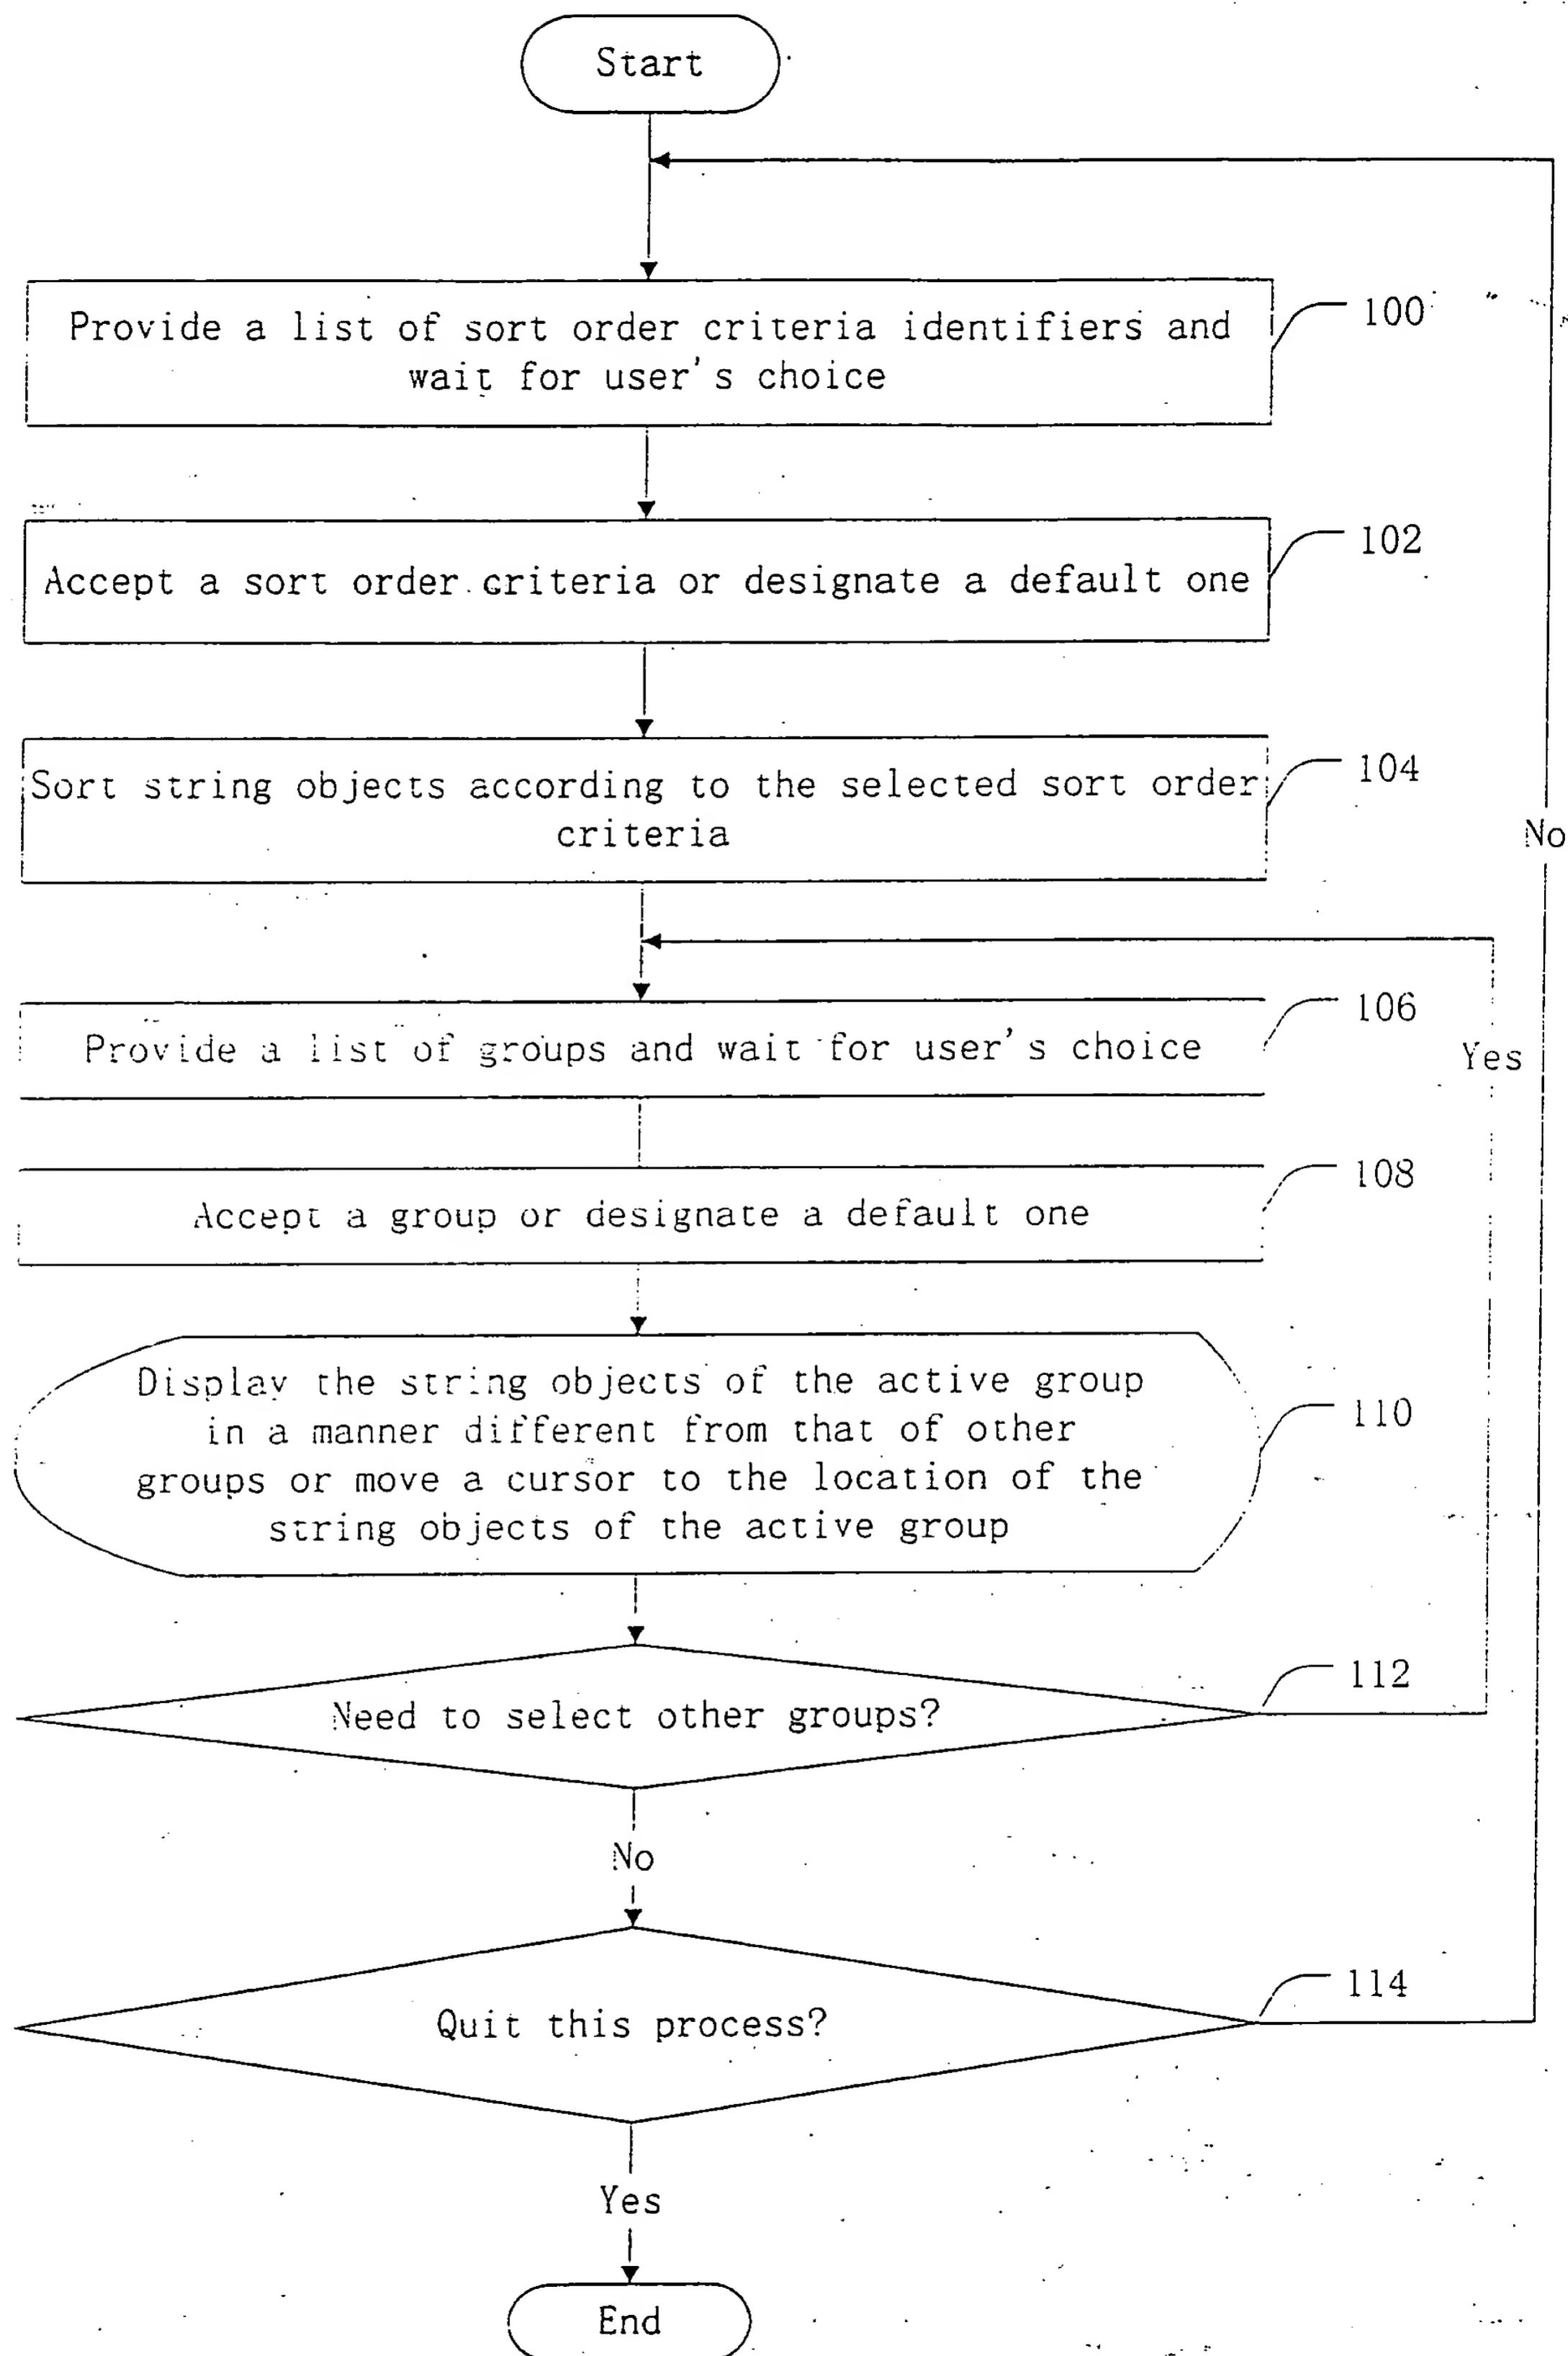 Start
Provide a list of sort order criteria identifiers and
wait for user's choice
100
Accept a sort order criteria or designate a default one
102
Sort string objects according to the selected sort order
criteria
104
No
Provide a list of groups and wait for user's choice
106
Yes
Accept a group or designate a default one
108
Display the string objects of the active group
in a manner different from that of other
groups or move a cursor to the location of the
string objects of the active group
110
Need to select other groups?
112
No
Quit this process?
114
Yes
End